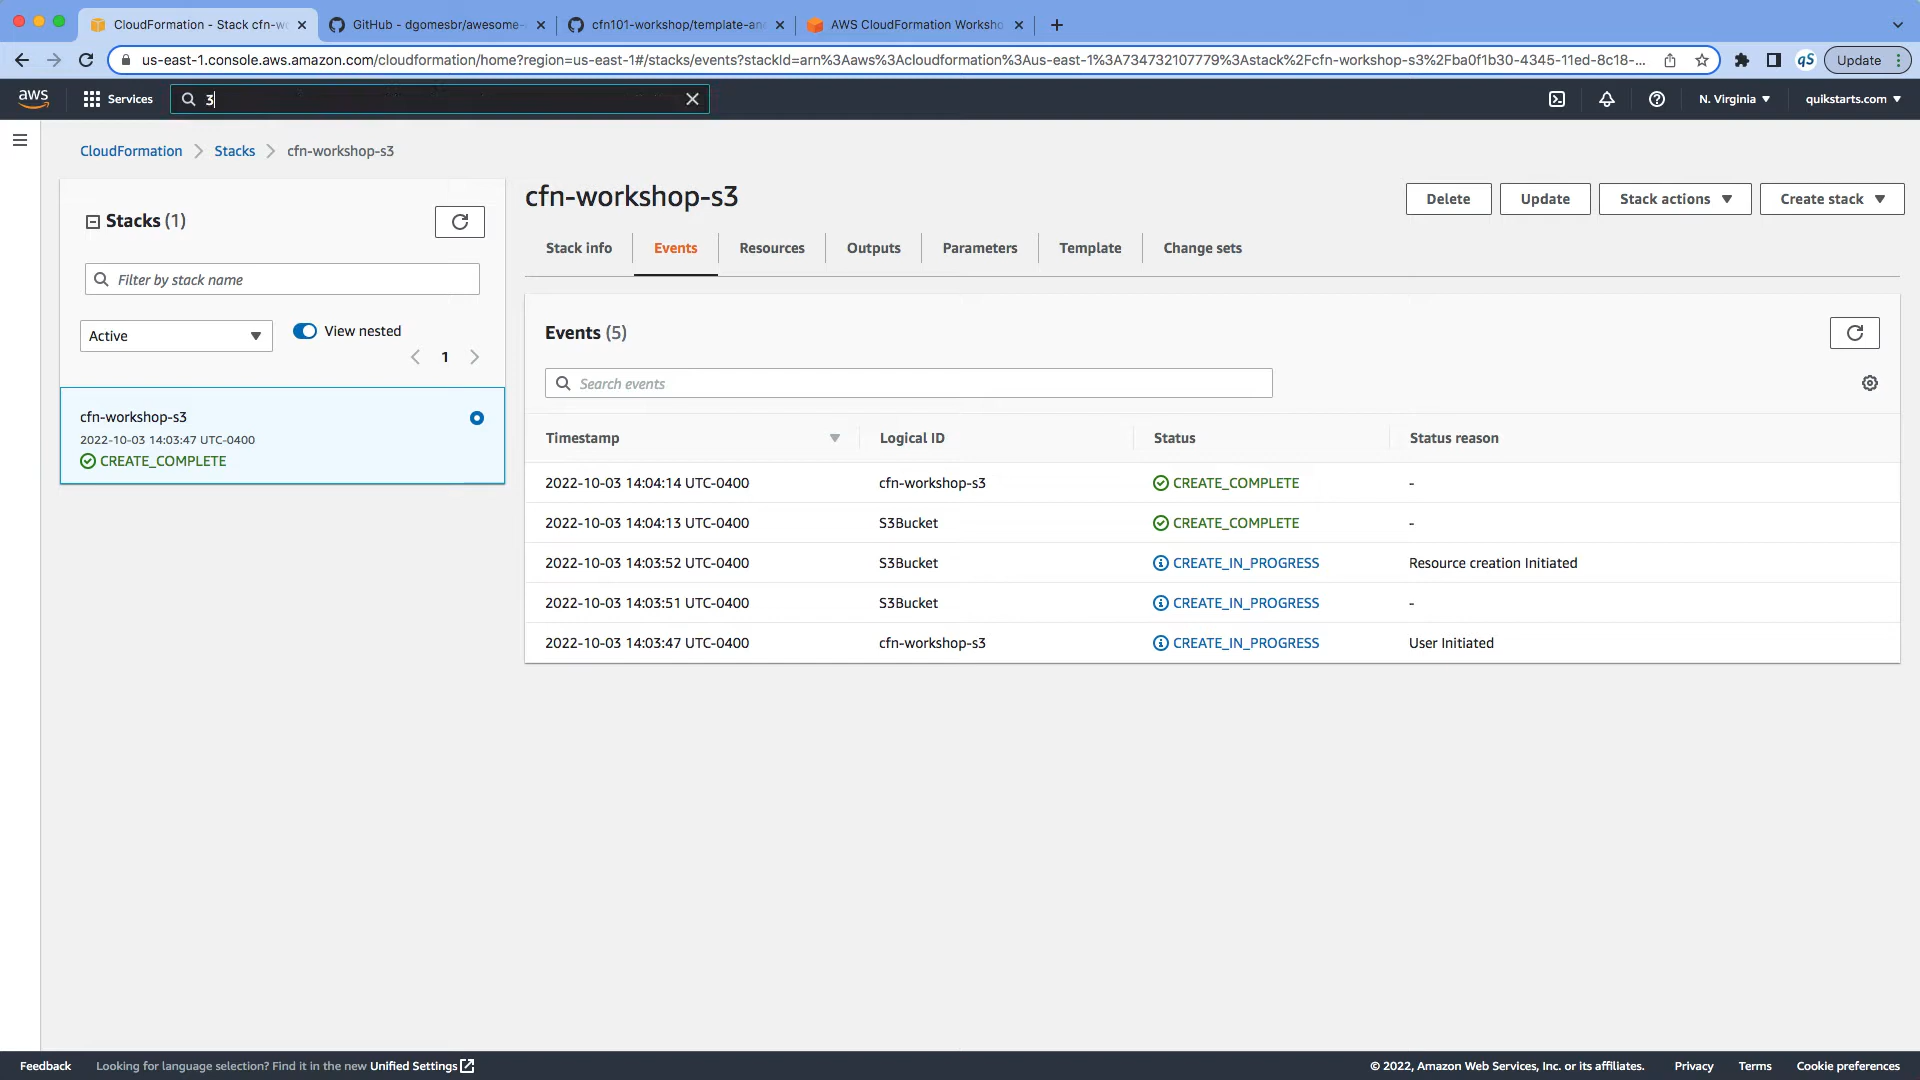 CloudFormation - Stack cfn-wo
GitHub - dgomesbr/awesome-
cfn101-workshop/template-and
AWS CloudFormation Worksho
us-east-1.console.aws.amazon.com/cloudformation/home?region=us-east-1#/stacks/events?stackId=arn%3Aaws%3Acloudformation%3Aus-east-1%3A734732107779%3Astack%2Fcfn-workshop-s3%2Fba0f1b30-4345-11ed-8c18-...
qS
Update
aws
Services
3
N. Virginia
quikstarts.com
CloudFormation
Stacks
cfn-workshop-s3
Stacks (1)
Filter by stack name
Active
View nested
1
cfn-workshop-s3
2022-10-03 14:03:47 UTC-0400
CREATE_COMPLETE
cfn-workshop-s3
Delete
Update
Stack actions
Create stack
Stack info
Events
Resources
Outputs
Parameters
Template
Change sets
Events (5)
Search events
Timestamp Logical ID Status Status reason
2022-10-03 14:04:14 UTC-0400 cfn-workshop-s3 CREATE_COMPLETE -
2022-10-03 14:04:13 UTC-0400 S3Bucket CREATE_COMPLETE -
2022-10-03 14:03:52 UTC-0400 S3Bucket CREATE_IN_PROGRESS Resource creation Initiated
2022-10-03 14:03:51 UTC-0400 S3Bucket CREATE_IN_PROGRESS -
2022-10-03 14:03:47 UTC-0400 cfn-workshop-s3 CREATE_IN_PROGRESS User Initiated
Feedback
Looking for language selection? Find it in the new Unified Settings
© 2022, Amazon Web Services, Inc. or its affiliates.
Privacy
Terms
Cookie preferences